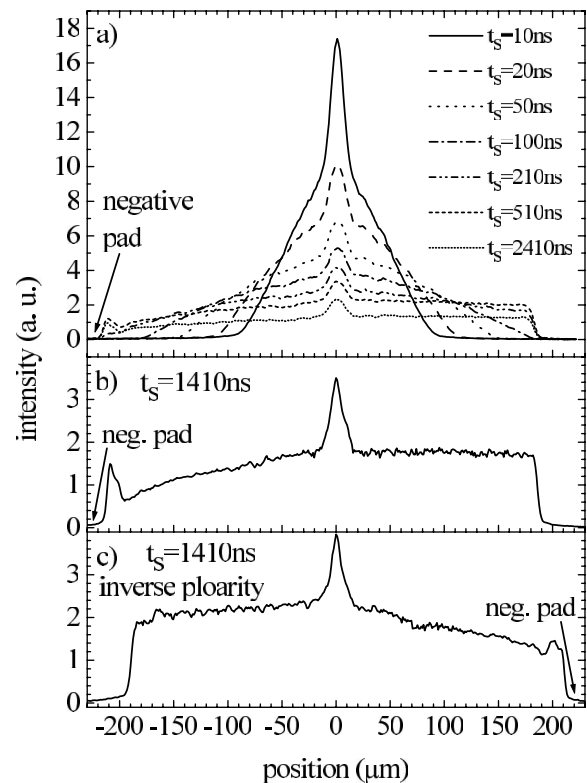 a)
18
16
14
12
10
8
6
4
2
0
negative
pad
t_s=10ns
t_s=20ns
t_s=50ns
t_s=100ns
t_s=210ns
t_s=510ns
t_s=2410ns
intensity (a. u.)
b) t_s=1410ns
3
2
1
0
neg. pad
c) t_s=1410ns
inverse ploarity
3
2
1
0
neg. pad
-200 -150 -100 -50 0 50 100 150 200
position (μm)